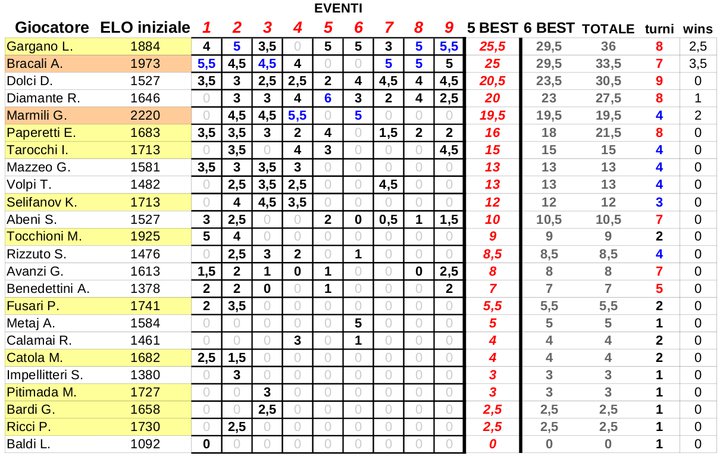 EVENTI
Giocatore ELO iniziale 1 2 3 4 5 6 7 8 9 5 BEST 6 BEST TOTALE turni wins
Gargano L. 1884 4 5 3,5 0 5 5 3 5 5,5 25,5 29,5 36 8 2,5
Bracali A. 1973 5,5 4,5 4,5 4 0 0 5 5 5 25 29,5 33,5 7 3,5
Dolci D. 1527 3,5 3 2,5 2,5 2 4 4,5 4 4,5 20,5 23,5 30,5 9 0
Diamante R. 1646 0 3 3 4 6 3 2 4 2,5 20 23 27,5 8 1
Marmili G. 2220 0 4,5 4,5 5,5 0 5 0 0 0 19,5 19,5 19,5 4 2
Paperetti E. 1683 3,5 3,5 3 2 4 0 1,5 2 2 16 18 21,5 8 0
Tarocchi I. 1713 0 3,5 0 4 3 0 0 0 4,5 15 15 15 4 0
Mazzeo G. 1581 3,5 3 3,5 3 0 0 0 0 0 13 13 13 4 0
Volpi T. 1482 0 2,5 3,5 2,5 0 0 4,5 0 0 13 13 13 4 0
Selifanov K. 1713 0 4 4,5 3,5 0 0 0 0 0 12 12 12 3 0
Abeni S. 1527 3 2,5 0 0 2 0 0,5 1 1,5 10 10,5 10,5 7 0
Tocchioni M. 1925 5 4 0 0 0 0 0 0 0 9 9 9 2 0
Rizzuto S. 1476 0 2,5 3 2 0 1 0 0 0 8,5 8,5 8,5 4 0
Avanzi G. 1613 1,5 2 1 0 1 0 0 0 2,5 8 8 8 7 0
Benedettini A. 1378 2 2 0 0 1 0 0 0 2 7 7 7 5 0
Fusari P. 1741 2 3,5 0 0 0 0 0 0 0 5,5 5,5 5,5 2 0
Metaj A. 1584 0 0 0 0 0 5 0 0 0 5 5 5 1 0
Calamai R. 1461 0 0 0 3 0 1 0 0 0 4 4 4 2 0
Catola M. 1682 2,5 1,5 0 0 0 0 0 0 0 4 4 4 2 0
Impellitteri S. 1380 0 3 0 0 0 0 0 0 0 3 3 3 1 0
Pitimada M. 1727 0 0 3 0 0 0 0 0 0 3 3 3 1 0
Bardi G. 1658 0 0 2,5 0 0 0 0 0 0 2,5 2,5 2,5 1 0
Ricci P. 1730 0 2,5 0 0 0 0 0 0 0 2,5 2,5 2,5 1 0
Baldi L. 1092 0 0 0 0 0 0 0 0 0 0 0 0 1 0